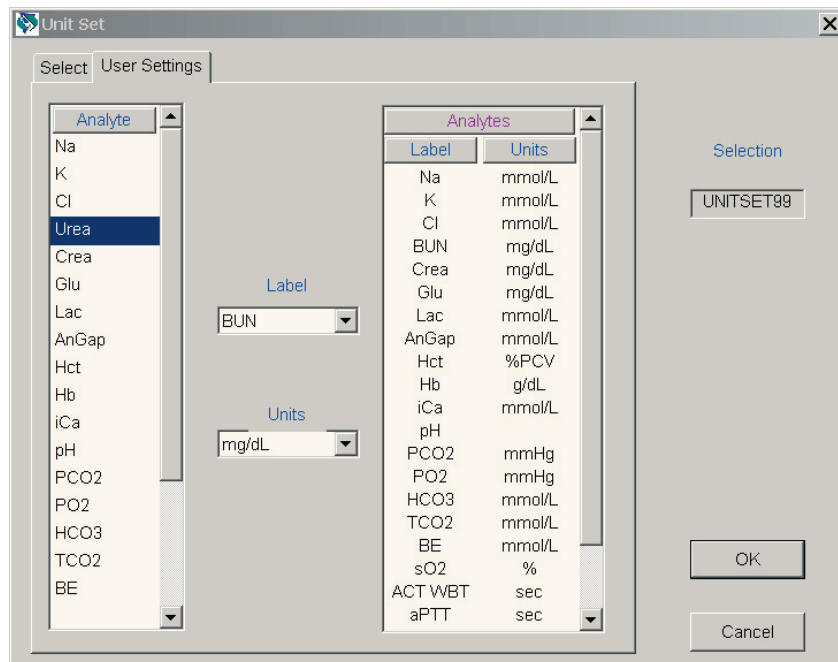 Unit Set
Select User Settings
Analyte
Na
K
Cl
Urea
Crea
Glu
Lac
AnGap
Hct
Hb
iCa
pH
PCO2
PO2
HCO3
TCO2
BE
Label
BUN
Units
mg/dL
Analytes
Label Units
Na mmol/L
K mmol/L
Cl mmol/L
BUN mg/dL
Crea mg/dL
Glu mg/dL
Lac mmol/L
AnGap mmol/L
Hct %PCV
Hb g/dL
iCa mmol/L
pH
PCO2 mmHg
PO2 mmHg
HCO3 mmol/L
TCO2 mmol/L
BE mmol/L
sO2 %
ACT WBT sec
aPTT sec
Selection
UNITSET99
OK
Cancel